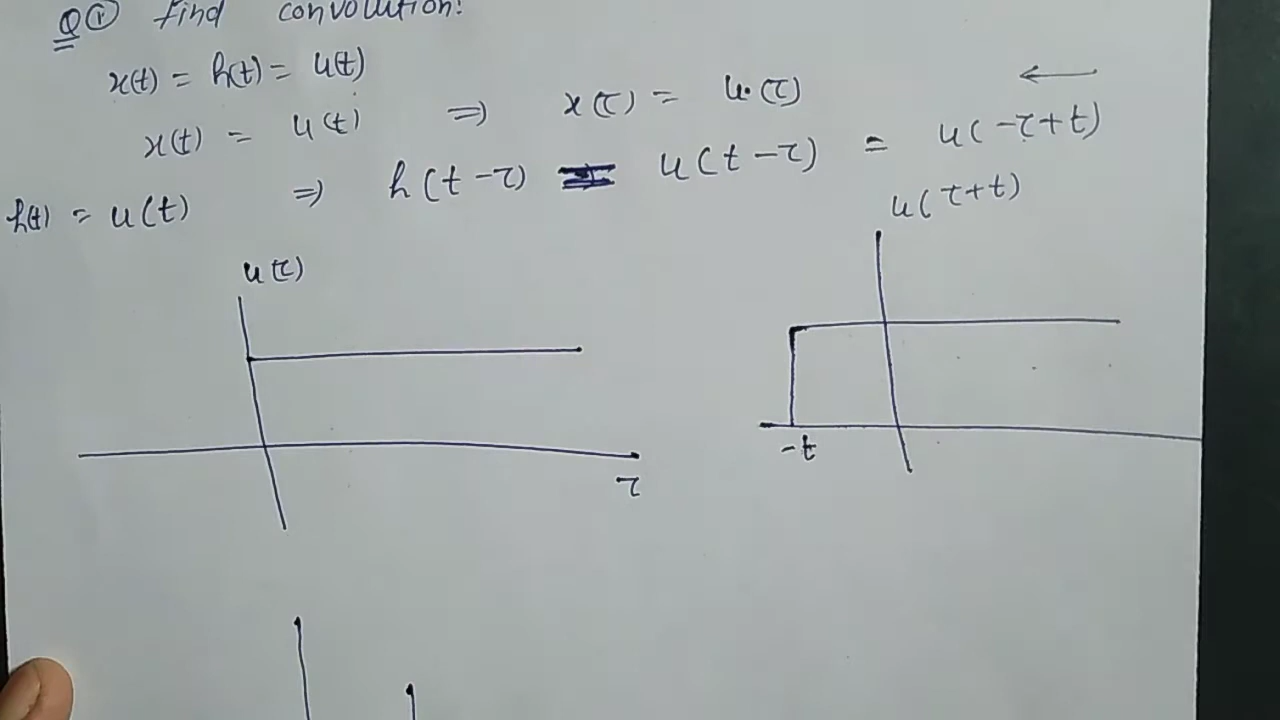 Q① find convolution:
x(t) = h(t) = u(t)
x(t) = u(t) ⇒ x(τ) = u(τ)
h(t) = u(t) ⇒ h(t-τ) = u(t-τ) = u(-τ+t)
u(τ) u(τ+t)
-t
τ